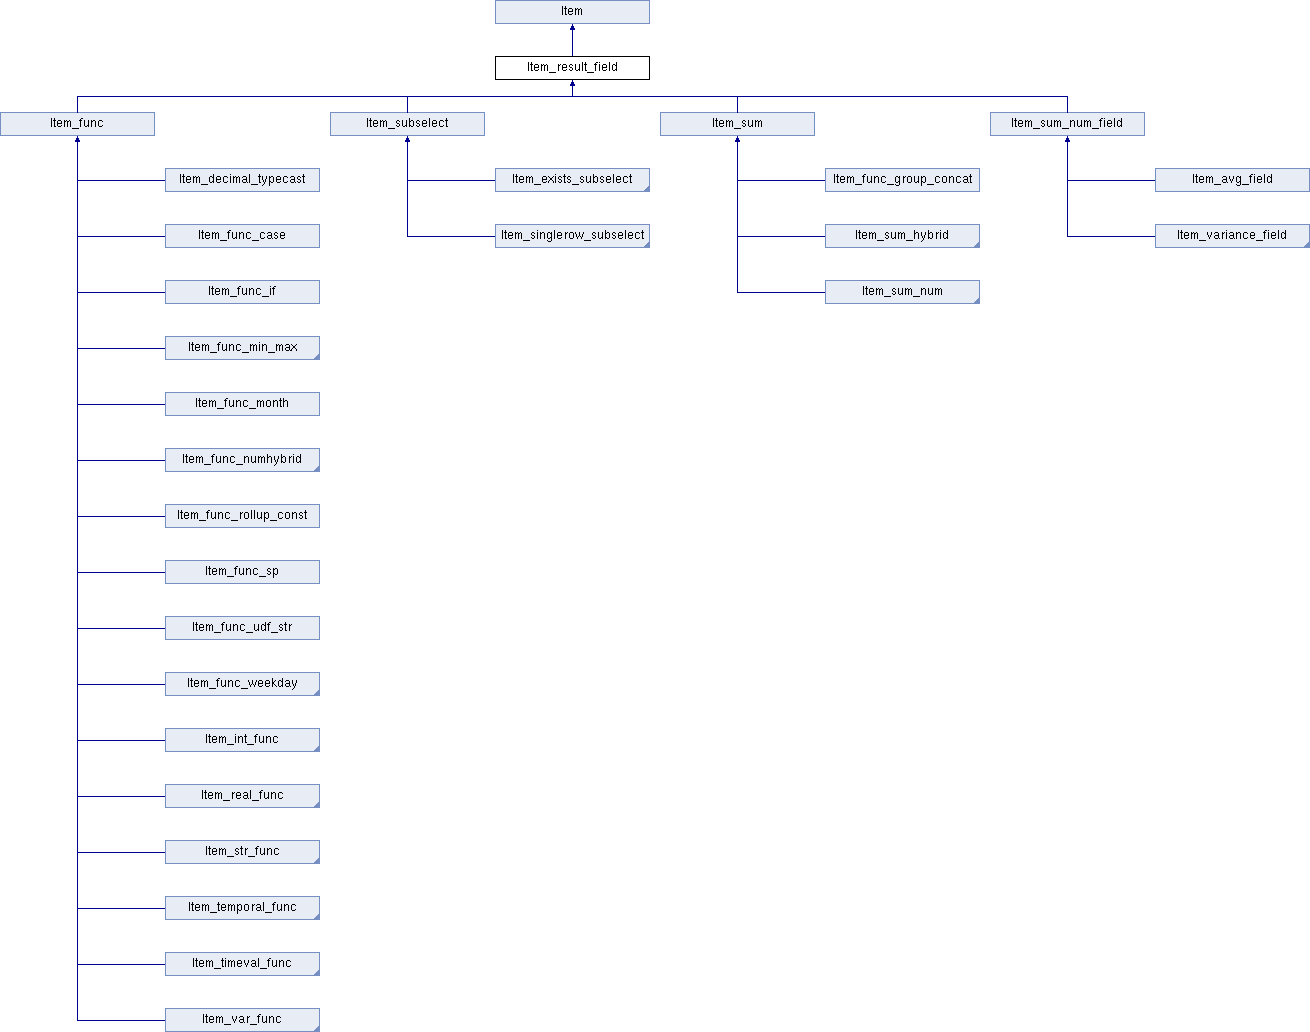 Item
Item_result_field
Item_func
Item_subselect
Item_sum
Item_sum_num_field
Item_decimal_typecast
Item_exists_subselect
Item_func_group_concat
Item_avg_field
Item_func_case
Item_singlerow_subselect
Item_sum_hybrid
Item_variance_field
Item_func_if
Item_sum_num
Item_func_min_max
Item_func_month
Item_func_numhybrid
Item_func_rollup_const
Item_func_sp
Item_func_udf_str
Item_func_weekday
Item_int_func
Item_real_func
Item_str_func
Item_temporal_func
Item_timeval_func
Item_var_func